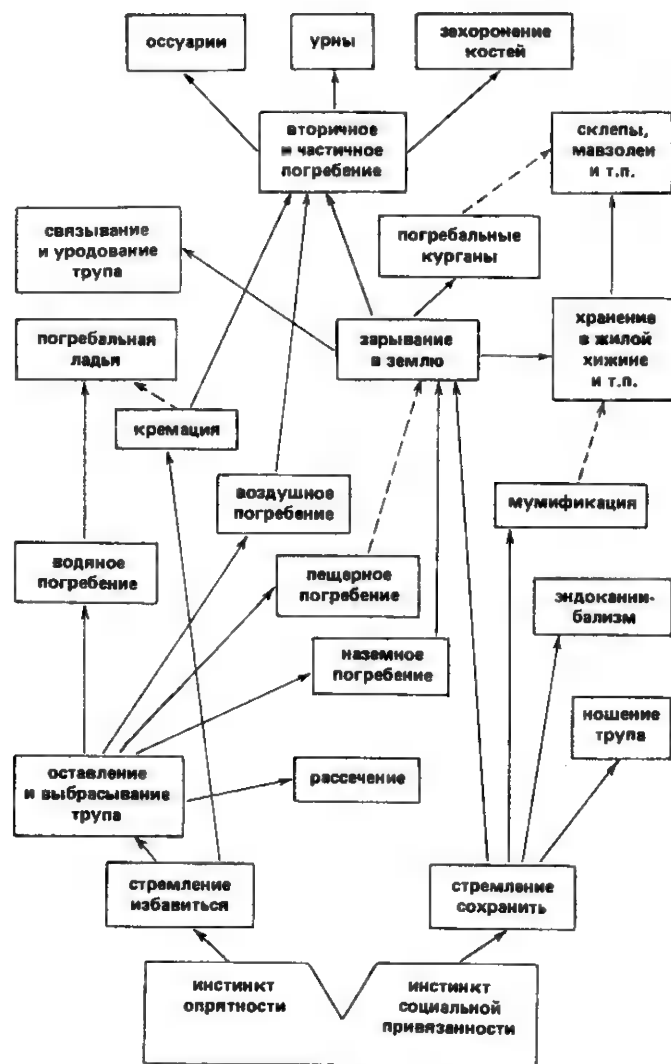 оссуарии
урны
захоронение
костей
вторичное
и частичное
погребение
склепы,
мавзолеи
и т.п.
связывание
и уродование
трупа
погребальные
курганы
погребальная
ладья
зарывание
в землю
хранение
в жилой
хижине
и т.п.
кремация
воздушное
погребение
мумификация
водяное
погребение
пещерное
погребение
эндоканни-
бализм
наземное
погребение
ношение
трупа
оставление
и выбрасывание
трупа
рассечение
стремление
избавиться
стремление
сохранить
инстинкт
опрятности
инстинкт
социальной
привязанности